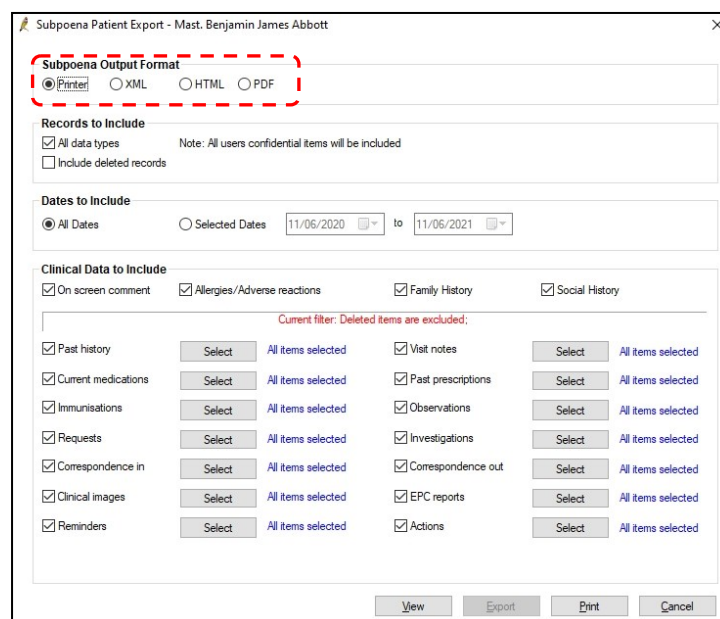 Subpoena Patient Export - Mast. Benjamin James Abbott
Subpoena Output Format
Printer XML HTML PDF
Records to Include
All data types Note: All users confidential items will be included
Include deleted records
Dates to Include
All Dates Selected Dates 11/06/2020 to 11/06/2021
Clinical Data to Include
On screen comment Allergies/Adverse reactions Family History Social History
Current filter: Deleted items are excluded;
Past history Select All items selected Visit notes Select All items selected
Current medications Select All items selected Past prescriptions Select All items selected
Immunisations Select All items selected Observations Select All items selected
Requests Select All items selected Investigations Select All items selected
Correspondence in Select All items selected Correspondence out Select All items selected
Clinical images Select All items selected EPC reports Select All items selected
Reminders Select All items selected Actions Select All items selected
View Export Print Cancel